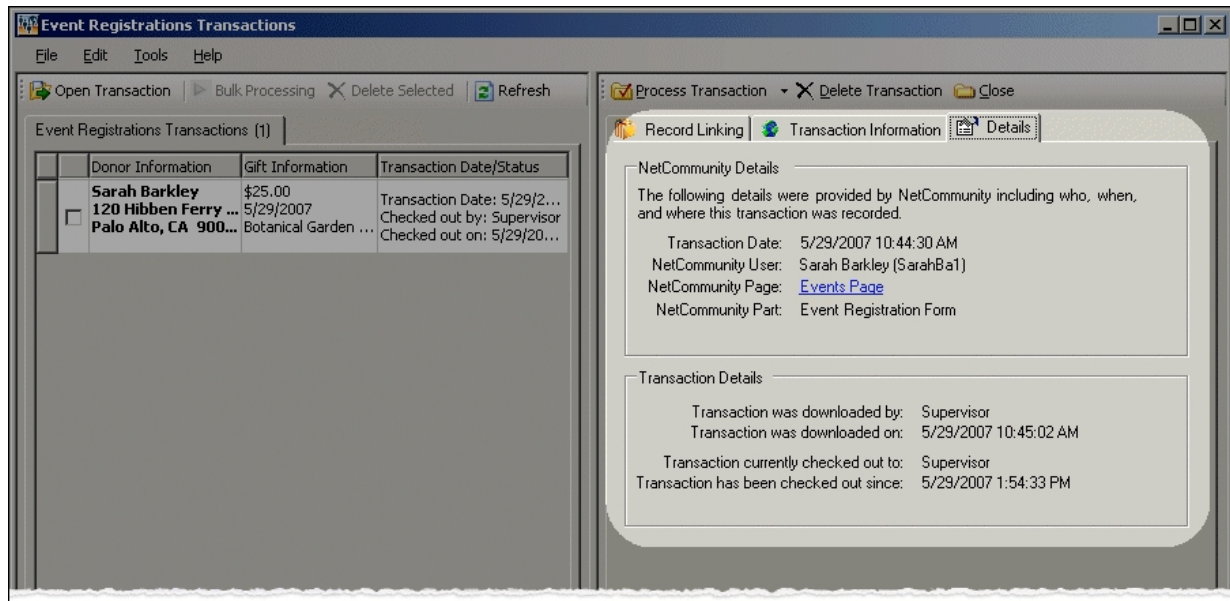 Event Registrations Transactions
File Edit Tools Help
Open Transaction Bulk Processing Delete Selected Refresh
Event Registrations Transactions (1)
Donor Information Gift Information Transaction Date/Status
Sarah Barkley
120 Hibben Ferry ...
Palo Alto, CA 900...
$25.00
5/29/2007
Botanical Garden ...
Transaction Date: 5/29/2...
Checked out by: Supervisor
Checked out on: 5/29/20...
Process Transaction Delete Transaction Close
Record Linking Transaction Information Details
NetCommunity Details
The following details were provided by NetCommunity including who, when,
and where this transaction was recorded.
Transaction Date: 5/29/2007 10:44:30 AM
NetCommunity User: Sarah Barkley (SarahBa1)
NetCommunity Page: Events Page
NetCommunity Part: Event Registration Form
Transaction Details
Transaction was downloaded by: Supervisor
Transaction was downloaded on: 5/29/2007 10:45:02 AM
Transaction currently checked out to: Supervisor
Transaction has been checked out since: 5/29/2007 1:54:33 PM